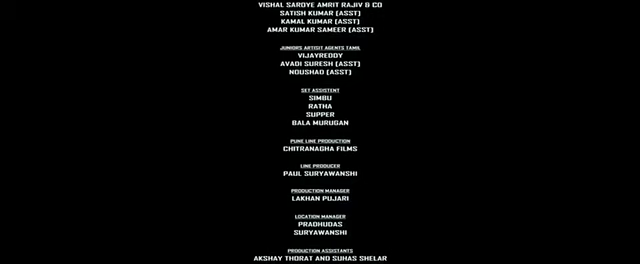 VISHAL SAROYE AMRIT RAJIV & CO
SATISH KUMAR (ASST)
KAMAL KUMAR (ASST)
AMAR KUMAR SAMEER (ASST)
JUNIORS ARTISIT AGENTS TAMIL
VIJAYREDDY
AVADI SURESH (ASST)
NOUSHAD (ASST)
SET ASSISTENT
SIMBU
RATHA
SUPPER
BALA MURUGAN
PUNE LINE PRODUCTION
CHITRANAGHA FILMS
LINE PRODUCER
PAUL SURYAWANSHI
PRODUCTION MANAGER
LAKHAN PUJARI
LOCATION MANAGER
PRADHUDAS
SURYAWANSHI
PRODUCTION ASSISTANTS
AKSHAY THORAT AND SUHAS SHELAR